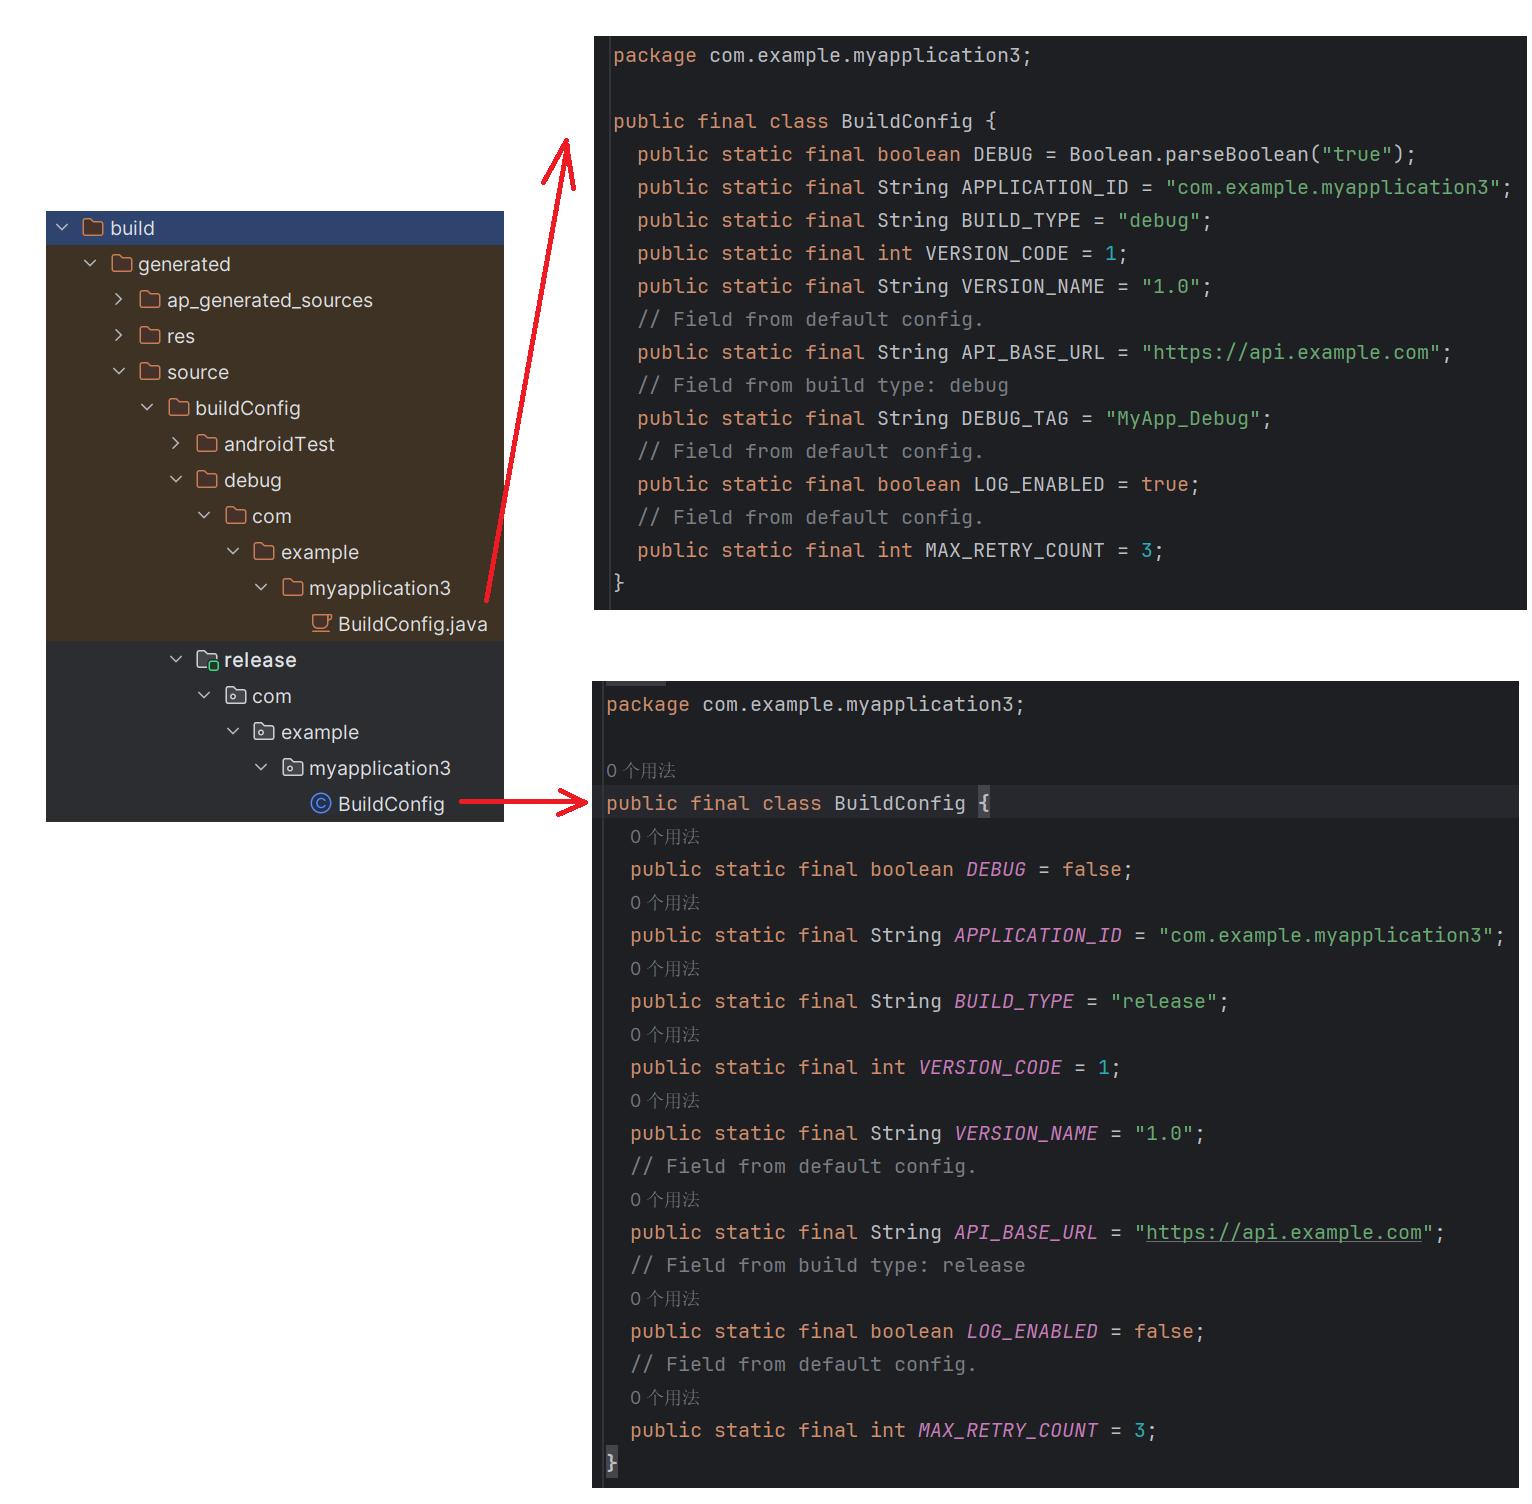 build
generated
ap_generated_sources
res
source
buildConfig
androidTest
debug
com
example
myapplication3
BuildConfig.java
release
com
example
myapplication3
BuildConfig
package com.example.myapplication3;
public final class BuildConfig {
public static final boolean DEBUG = Boolean.parseBoolean("true");
public static final String APPLICATION_ID = "com.example.myapplication3";
public static final String BUILD_TYPE = "debug";
public static final int VERSION_CODE = 1;
public static final String VERSION_NAME = "1.0";
// Field from default config.
public static final String API_BASE_URL = "https://api.example.com";
// Field from build type: debug
public static final String DEBUG_TAG = "MyApp_Debug";
// Field from default config.
public static final boolean LOG_ENABLED = true;
// Field from default config.
public static final int MAX_RETRY_COUNT = 3;
}
package com.example.myapplication3;
0 个用法
public final class BuildConfig {
0 个用法
public static final boolean DEBUG = false;
0 个用法
public static final String APPLICATION_ID = "com.example.myapplication3";
0 个用法
public static final String BUILD_TYPE = "release";
0 个用法
public static final int VERSION_CODE = 1;
0 个用法
public static final String VERSION_NAME = "1.0";
// Field from default config.
0 个用法
public static final String API_BASE_URL = "https://api.example.com";
// Field from build type: release
0 个用法
public static final boolean LOG_ENABLED = false;
// Field from default config.
0 个用法
public static final int MAX_RETRY_COUNT = 3;
}